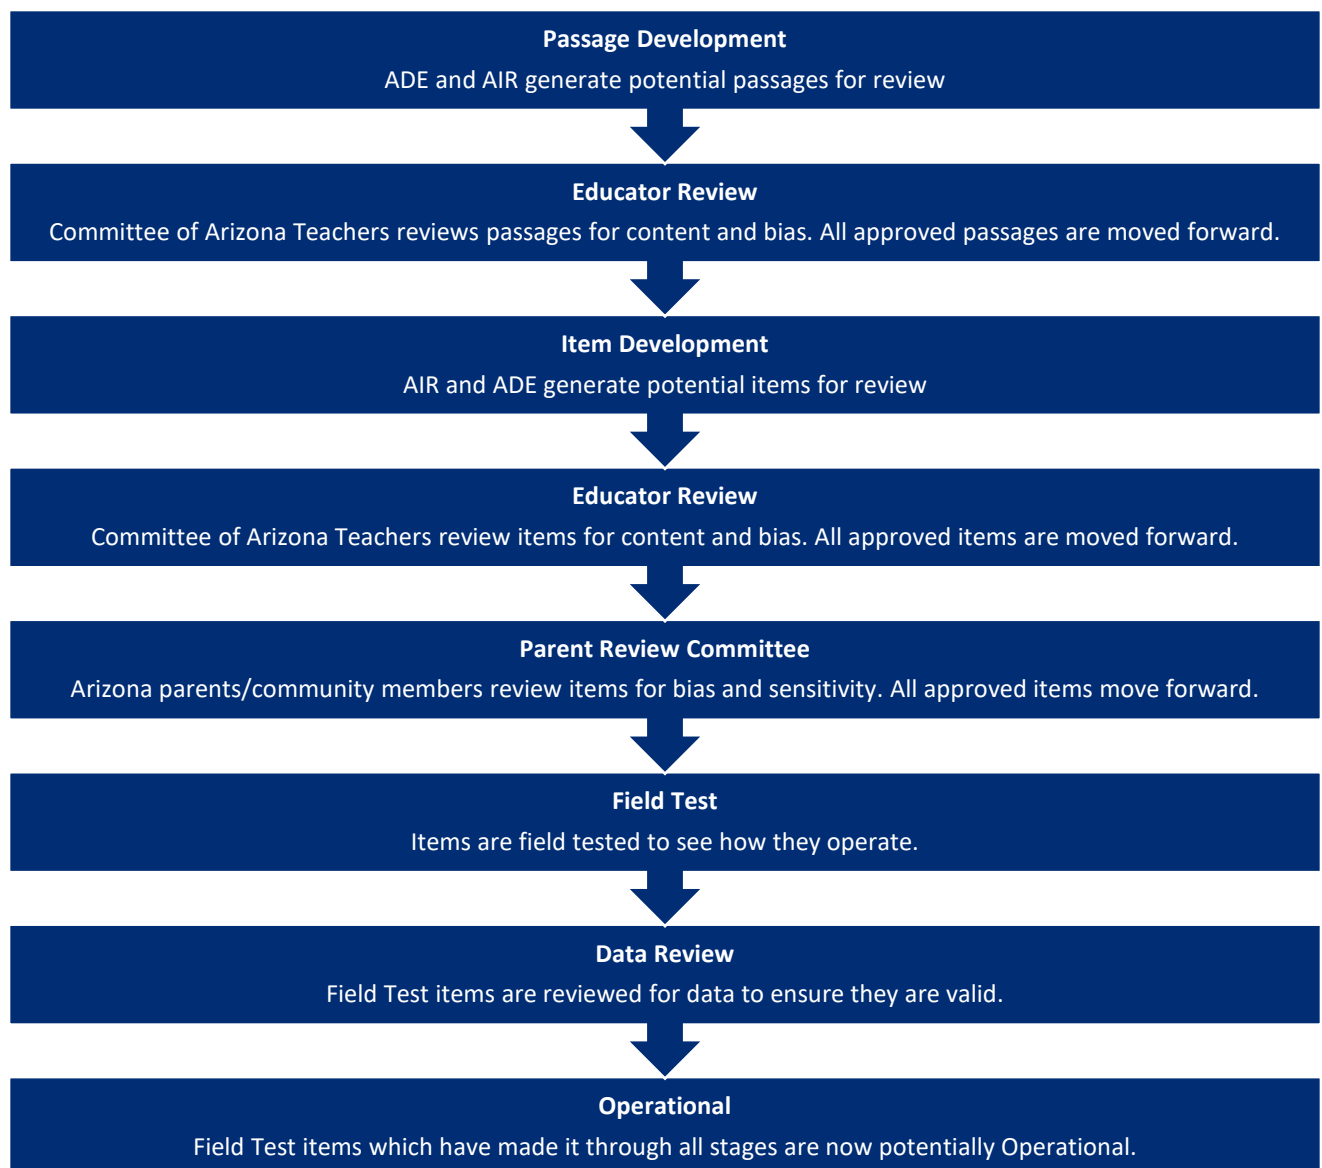 Passage Development
ADE and AIR generate potential passages for review
Educator Review
Committee of Arizona Teachers reviews passages for content and bias. All approved passages are moved forward.
Item Development
AIR and ADE generate potential items for review
Educator Review
Committee of Arizona Teachers review items for content and bias. All approved items are moved forward.
Parent Review Committee
Arizona parents/community members review items for bias and sensitivity. All approved items move forward.
Field Test
Items are field tested to see how they operate.
Data Review
Field Test items are reviewed for data to ensure they are valid.
Operational
Field Test items which have made it through all stages are now potentially Operational.